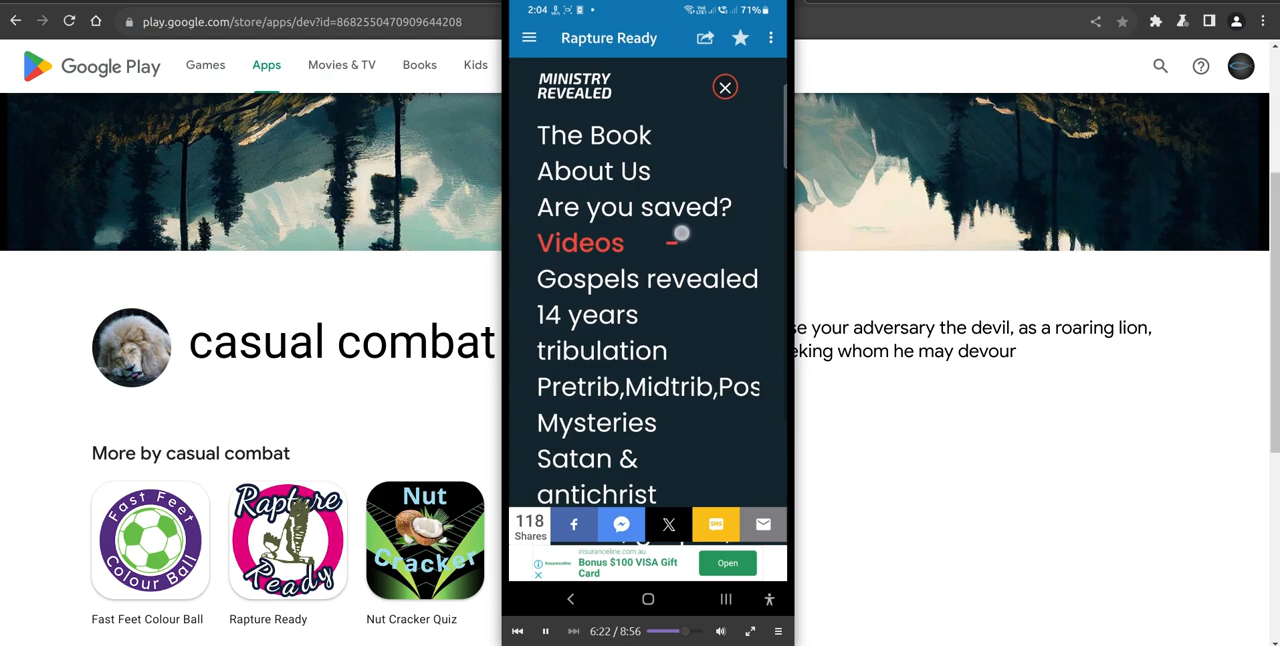 play.google.com/store/apps/dev?id=8682550470909644208
Google Play
Games
Apps
Movies & TV
Books
Kids
2:04
71%
Rapture Ready
MINISTRY
REVEALED
The Book
About Us
Are you saved?
Videos
Gospels revealed
14 years
tribulation
Pretrib,Midtrib,Pos
Mysteries
Satan &
antichrist
118
Shares
SMS
insuranceline.com.au
Bonus $100 VISA Gift
Card
Open
6:22 / 8:56
casual combat
se your adversary the devil, as a roaring lion,
eking whom he may devour
More by casual combat
Fast Feet
Colour Ball
Rapture
Ready
Nut
Cracker
Fast Feet Colour Ball
Rapture Ready
Nut Cracker Quiz